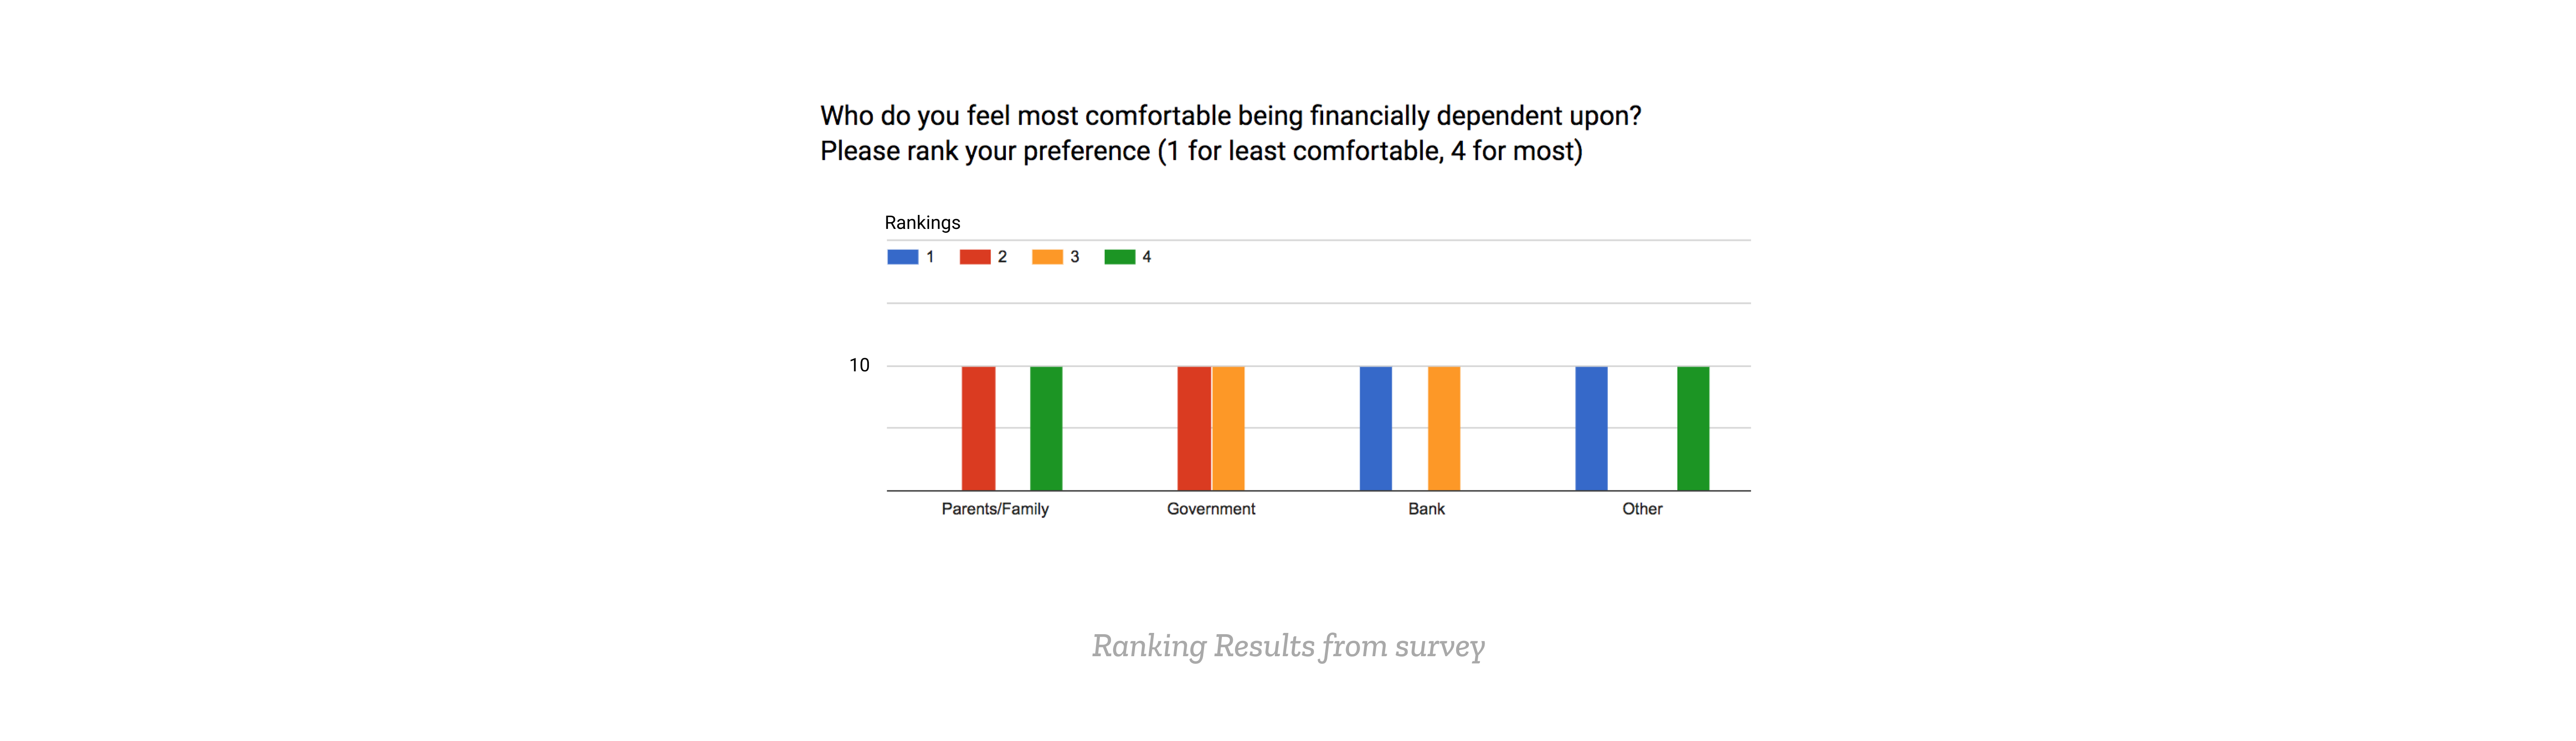 Who do you feel most comfortable being financially dependent upon?
Please rank your preference (1 for least comfortable, 4 for most)
Rankings
1 2 3 4
10
Parents/Family Government Bank Other
Ranking Results from survey